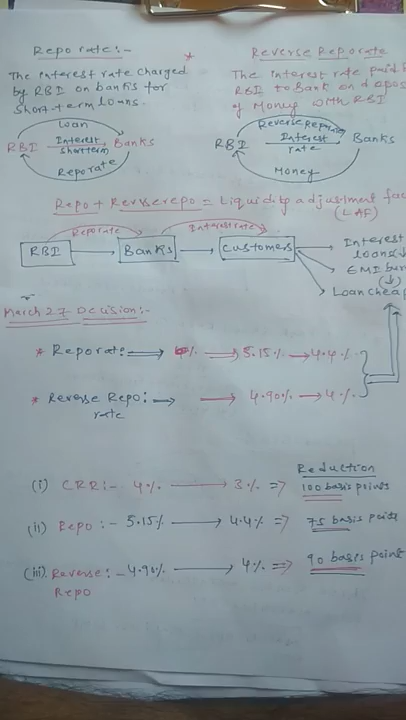 Repo rate:-
The interest rate charged
by RBI on banks for
Short-term loans.
Loan
RBI Interest Banks
Short term
Repo rate
Reverse Repo rate
The interest rate paid
RBI to Bank on
of Money with RBI
Reverse Repo rate
RBI Interest Banks
rate
Money
Repo + Reverse repo = Liquidity adjustment
(LAF)
Repo rate Interest rate
RBI Banks Customers
Interest
loans ↓
EMI
(↓)
Loan cheap
March 27 Decision:-
* Repo rate: 5.15% 4.4%
* Reverse Repo: 4.90% 4%
rate
Reduction
(i) CRR:- 4% 3% => 100 basis points
(ii) Repo:- 5.15% 4.4% => 75 basis points
(iii) Reverse:- 4.90% 4% => 90 basis point
Repo